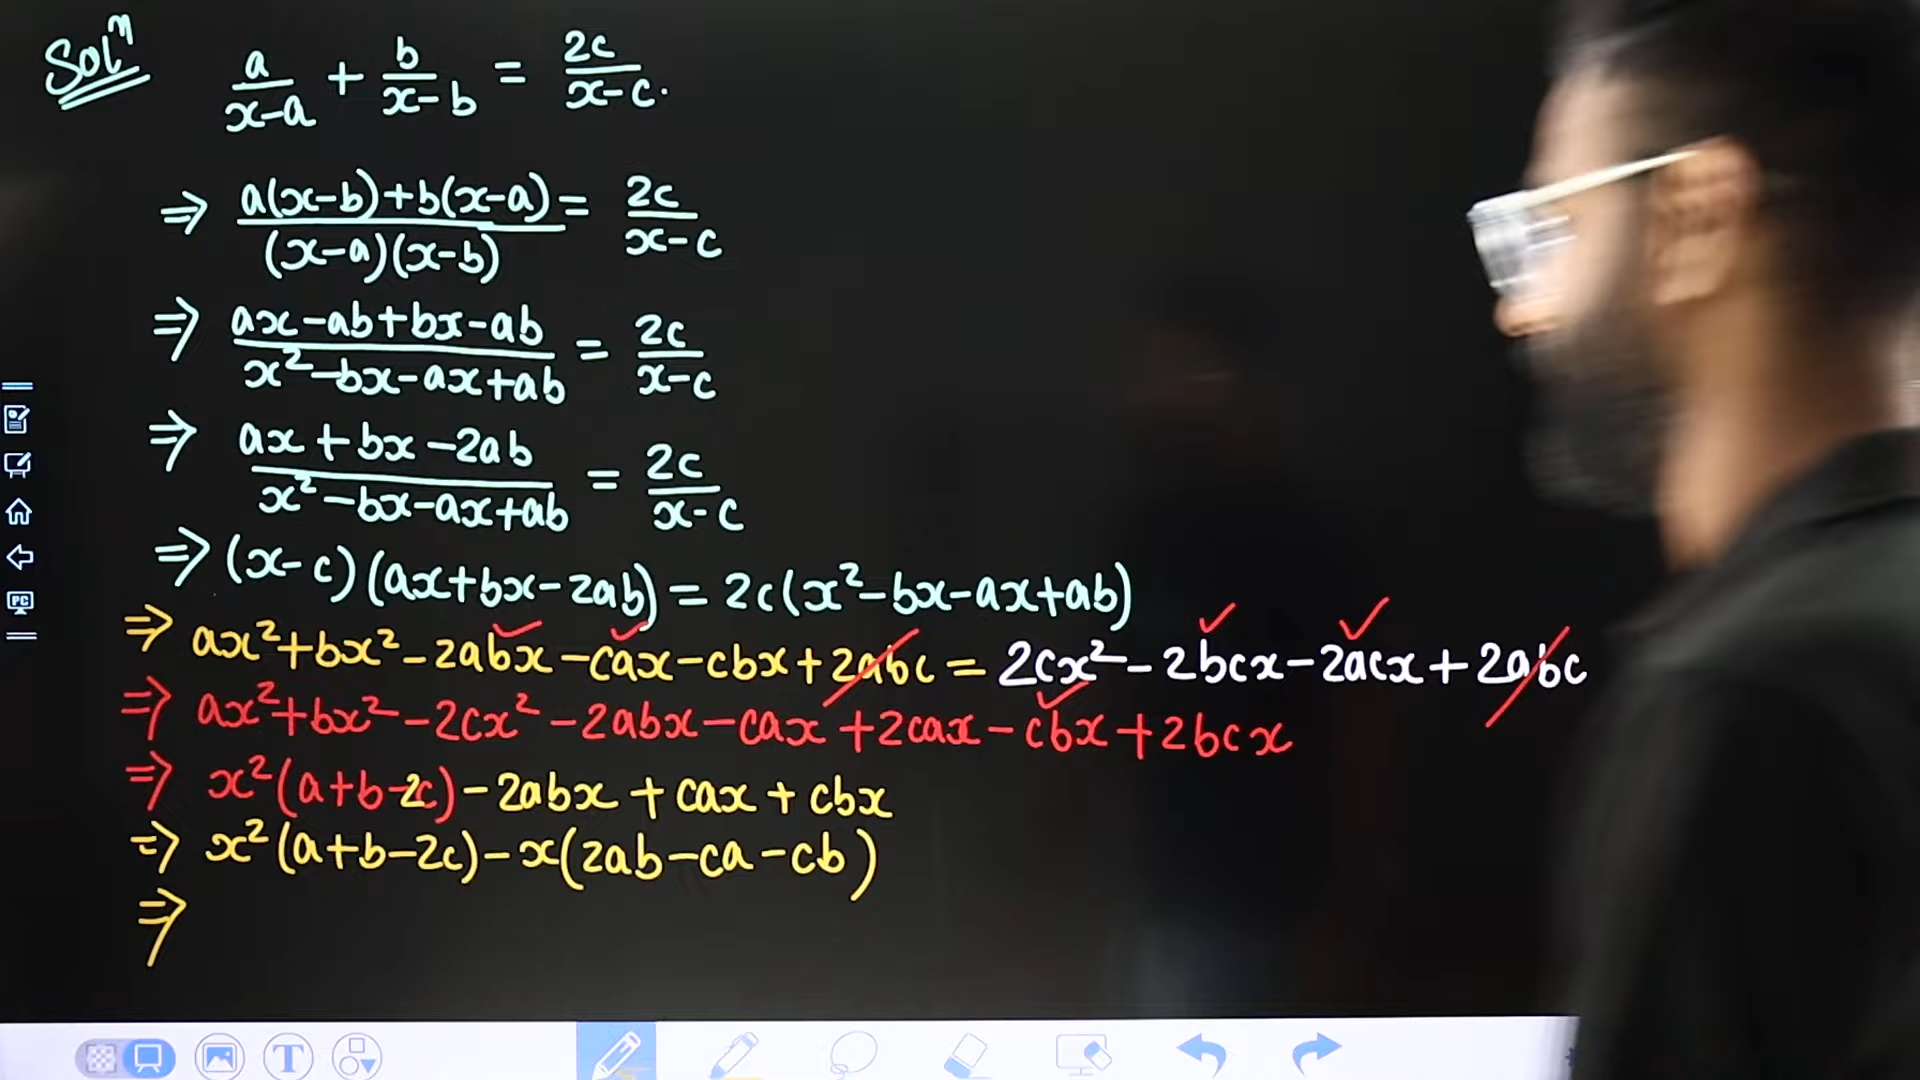 Solⁿ
a/(x-a) + b/(x-b) = 2c/(x-c).
⇒ (a(x-b)+b(x-a))/((x-a)(x-b)) = 2c/(x-c)
⇒ (ax-ab+bx-ab)/(x²-bx-ax+ab) = 2c/(x-c)
⇒ (ax+bx-2ab)/(x²-bx-ax+ab) = 2c/(x-c)
⇒ (x-c)(ax+bx-2ab) = 2c(x²-bx-ax+ab)
⇒ ax²+bx²-2abx-cax-cbx+2abc = 2cx²-2bcx-2acx+2abc
⇒ ax²+bx²-2cx²-2abx-cax+2cax-cbx+2bcx
⇒ x²(a+b-2c)-2abx+cax+cbx
⇒ x²(a+b-2c)-x(2ab-ca-cb)
⇒
PC
T